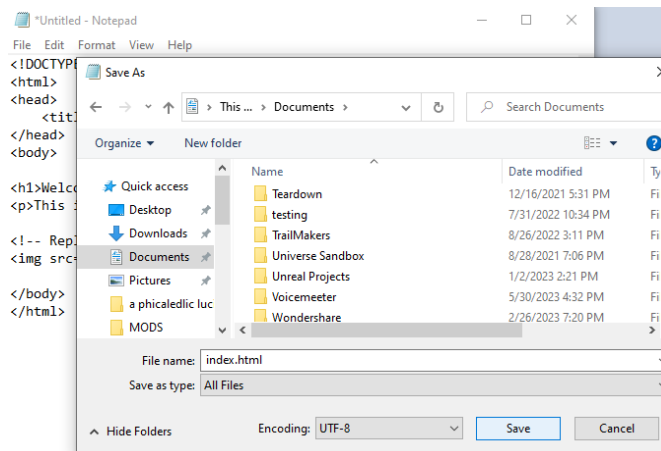 *Untitled - Notepad
File Edit Format View Help
<!DOCTYPE
<html>
<head>
</head>
<body>
<h1>
<p>This
<!--
<img src=
</body>
</html>
Save As
This ... > Documents >
Search Documents
Organize New folder
Name Date modified
Quick access
Desktop
Downloads
Documents
Pictures
a phicaledlic luc
MODS
Teardown 12/16/2021 5:31 PM
testing 7/31/2022 10:34 PM
TrailMakers 8/26/2022 3:11 PM
Universe Sandbox 8/28/2021 7:06 PM
Unreal Projects 1/2/2023 2:21 PM
Voicemeeter 5/30/2023 4:32 PM
Wondershare 2/26/2023 7:20 PM
File name: index.html
Save as type: All Files
Hide Folders Encoding: UTF-8 Save Cancel